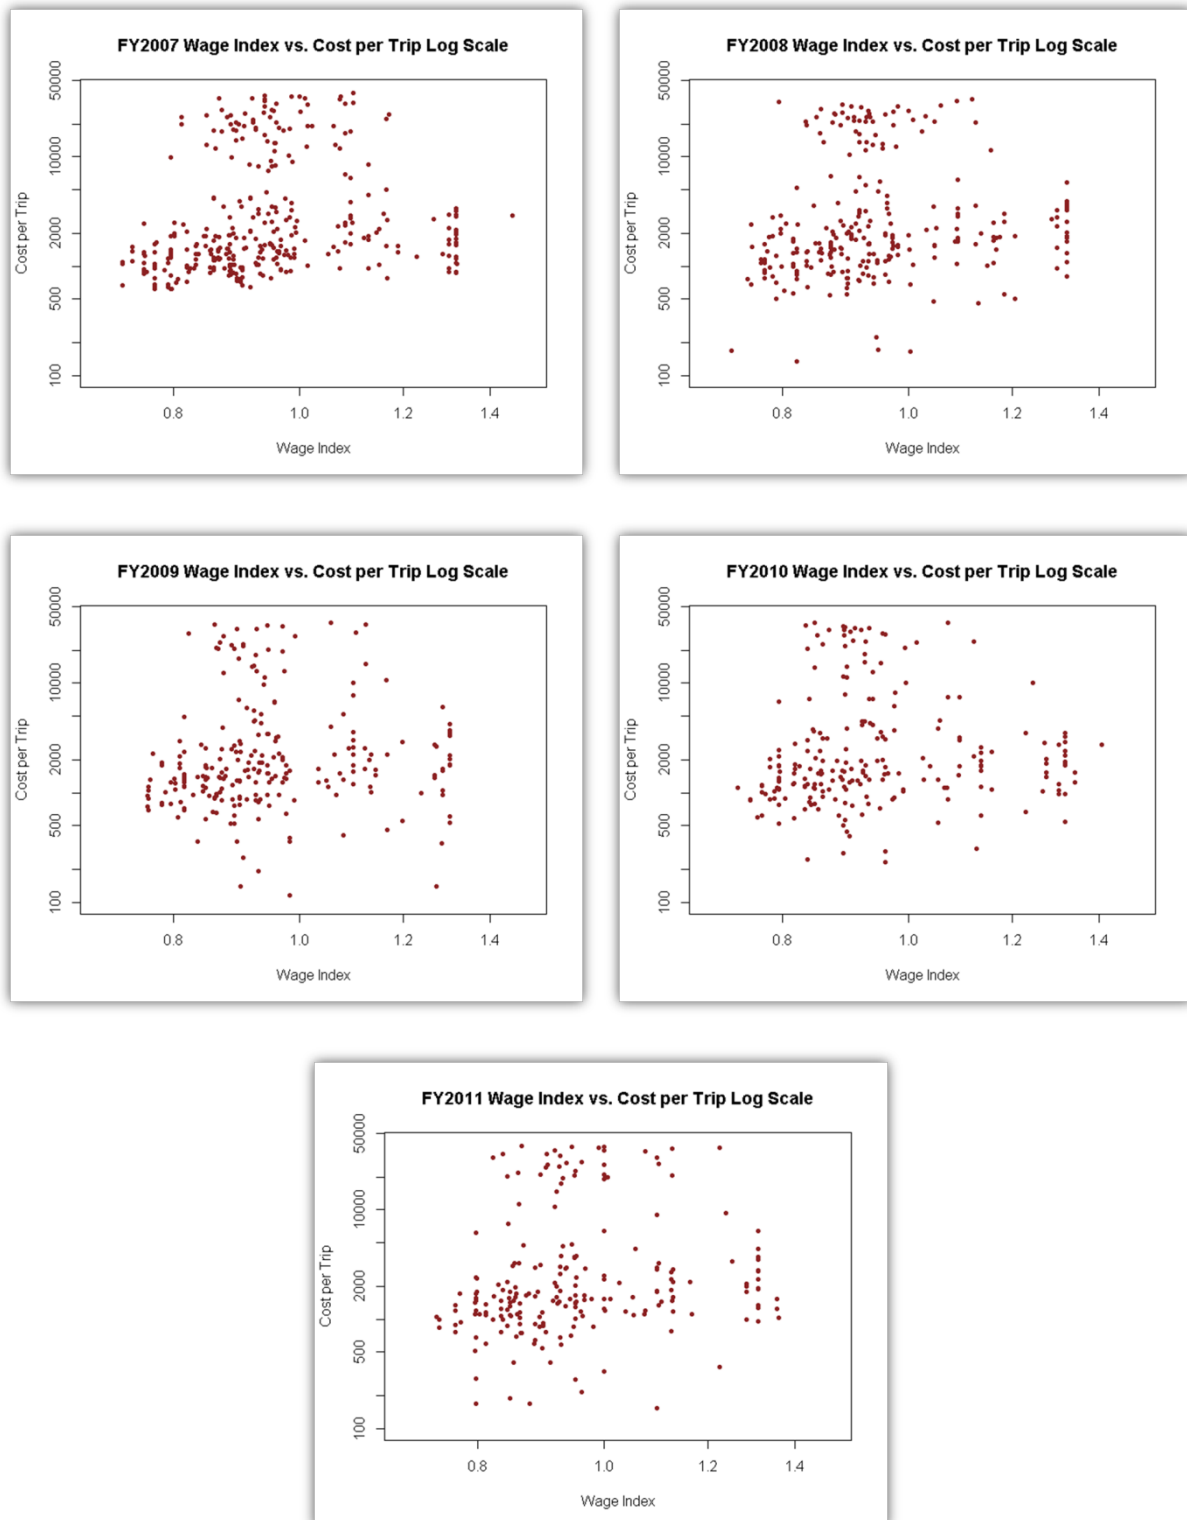 FY2007 Wage Index vs. Cost per Trip Log Scale
50000
10000
2000
500
100
Cost per Trip
0.8 1.0 1.2 1.4
Wage Index
FY2008 Wage Index vs. Cost per Trip Log Scale
50000
10000
2000
500
100
Cost per Trip
0.8 1.0 1.2 1.4
Wage Index
FY2009 Wage Index vs. Cost per Trip Log Scale
50000
10000
2000
500
100
Cost per Trip
0.8 1.0 1.2 1.4
Wage Index
FY2010 Wage Index vs. Cost per Trip Log Scale
50000
10000
2000
500
100
Cost per Trip
0.8 1.0 1.2 1.4
Wage Index
FY2011 Wage Index vs. Cost per Trip Log Scale
50000
10000
2000
500
100
Cost per Trip
0.8 1.0 1.2 1.4
Wage Index